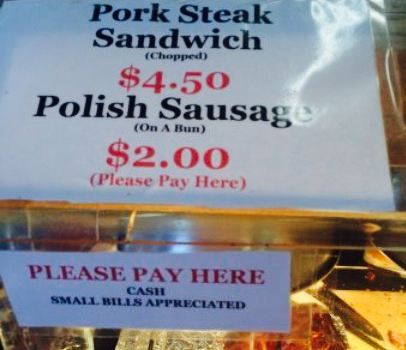 Pork Steak
Sandwich
(Chopped)
$4.50
Polish Sausage
(On A Bun)
$2.00
(Please Pay Here)
PLEASE PAY HERE
CASH
SMALL BILLS APPRECIATED